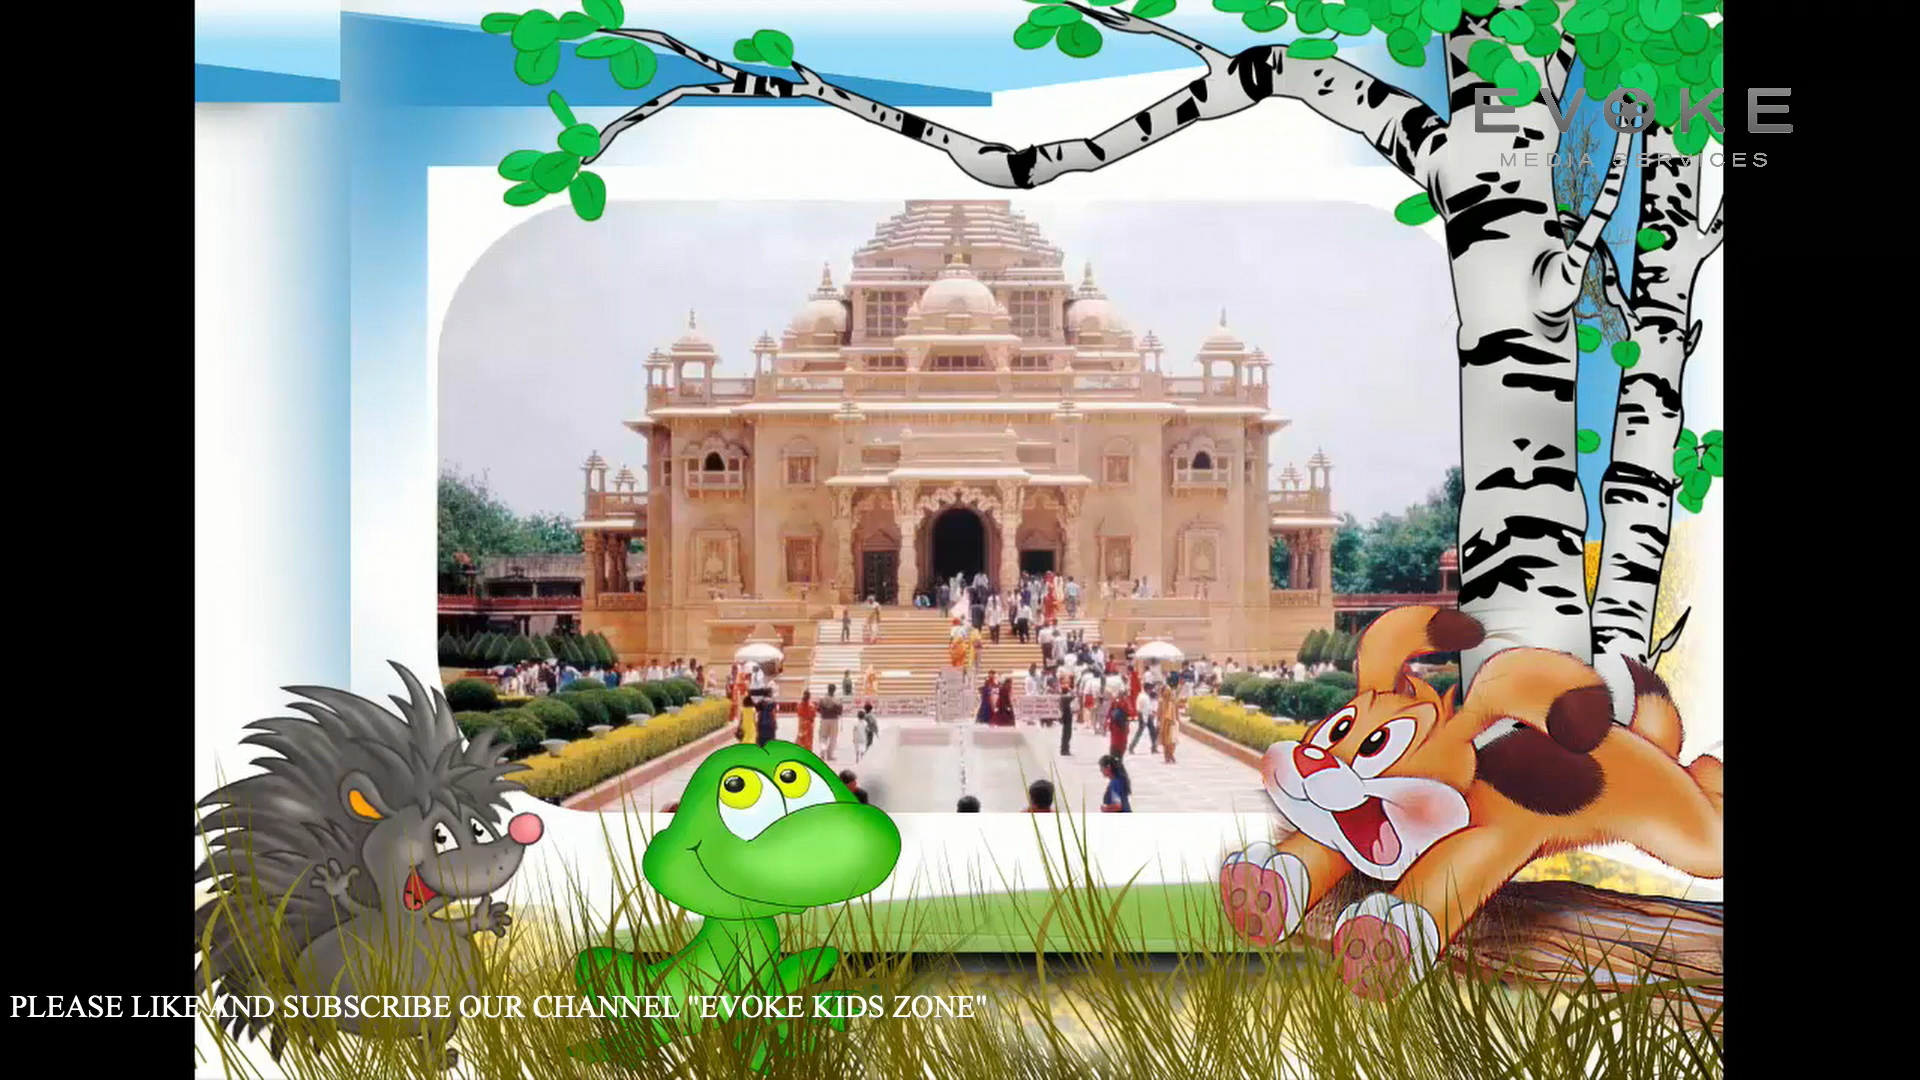 EVOKE
MEDIA SERVICES
PLEASE LIKE AND SUBSCRIBE OUR CHANNEL "EVOKE KIDS ZONE"